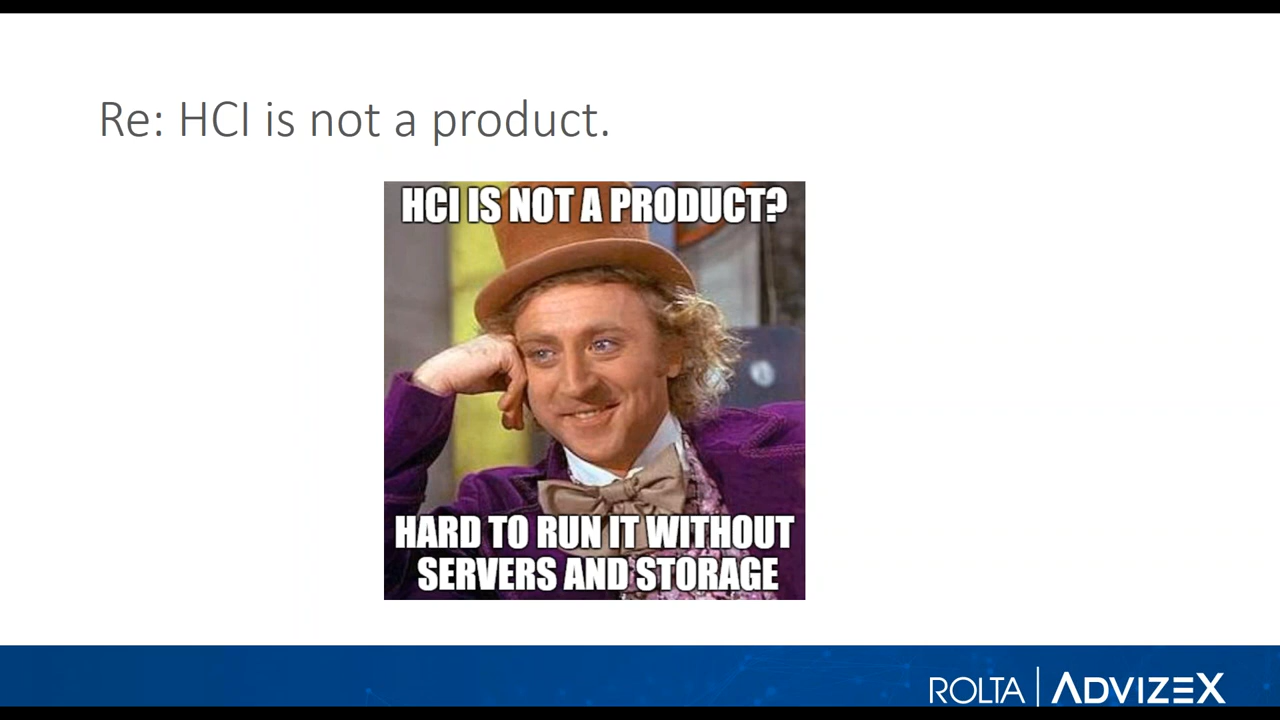 Re: HCI is not a product.
HCI IS NOT A PRODUCT?
HARD TO RUN IT WITHOUT
SERVERS AND STORAGE
ROLTA | ADVIZEX